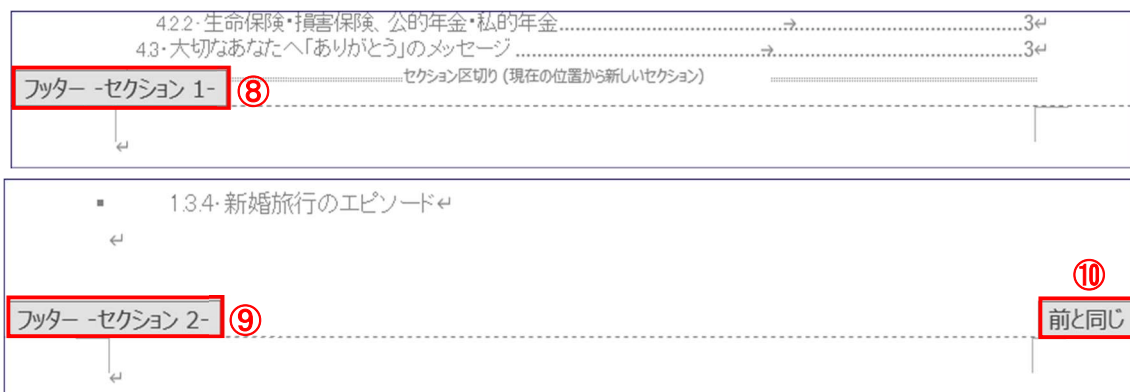 4.2.2･生命保険・損害保険、公的年金・私的年金................................→................................3↵
4.3･大切なあなたへ「ありがとう」のメッセージ................................→................................3↵
セクション区切り (現在の位置から新しいセクション)
フッター -セクション 1- ⑧
↵
▪ 1.3.4･新婚旅行のエピソード↵
↵
⑩
フッター -セクション 2- ⑨ 前と同じ
↵